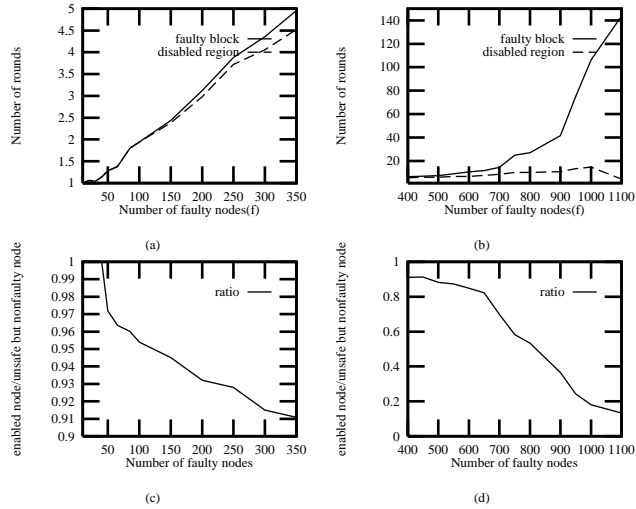 Number of rounds
5
4.5
4
3.5
3
2.5
2
1.5
1
faulty block
disabled region
50 100 150 200 250 300 350
Number of faulty nodes(f)
(a)
Number of rounds
140
120
100
80
60
40
20
faulty block
disabled region
400 500 600 700 800 900 1000 1100
Number of faulty nodes(f)
(b)
enabled node/unsafe but nonfaulty node
1
0.99
0.98
0.97
0.96
0.95
0.94
0.93
0.92
0.91
0.9
ratio
50 100 150 200 250 300 350
Number of faulty nodes
(c)
enabled node/unsafe but nonfaulty node
1
0.8
0.6
0.4
0.2
0
ratio
400 500 600 700 800 900 1000 1100
Number of faulty nodes
(d)